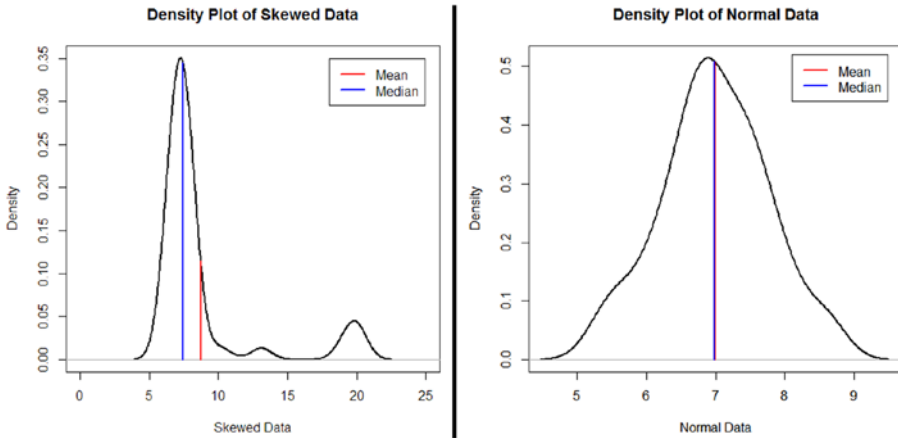 Density Plot of Skewed Data
Mean
Median
Density
0.00
0.05
0.10
0.15
0.20
0.25
0.30
0.35
0 5 10 15 20 25
Skewed Data
Density Plot of Normal Data
Mean
Median
Density
0.0
0.1
0.2
0.3
0.4
0.5
5 6 7 8 9
Normal Data